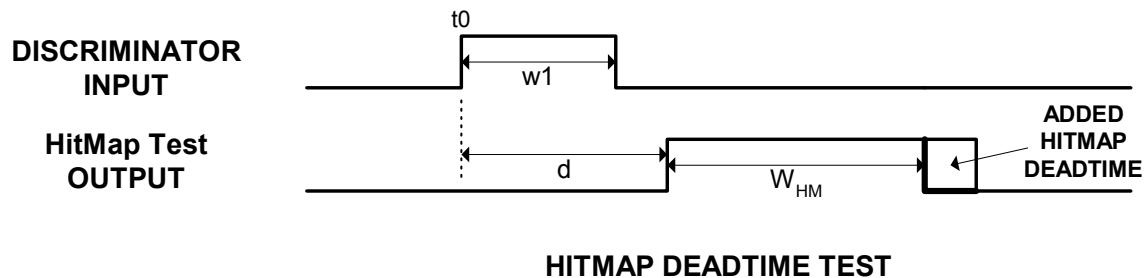 t0
DISCRIMINATOR
INPUT
w1
HitMap Test
OUTPUT
d
W HM
ADDED
HITMAP
DEADTIME
HITMAP DEADTIME TEST